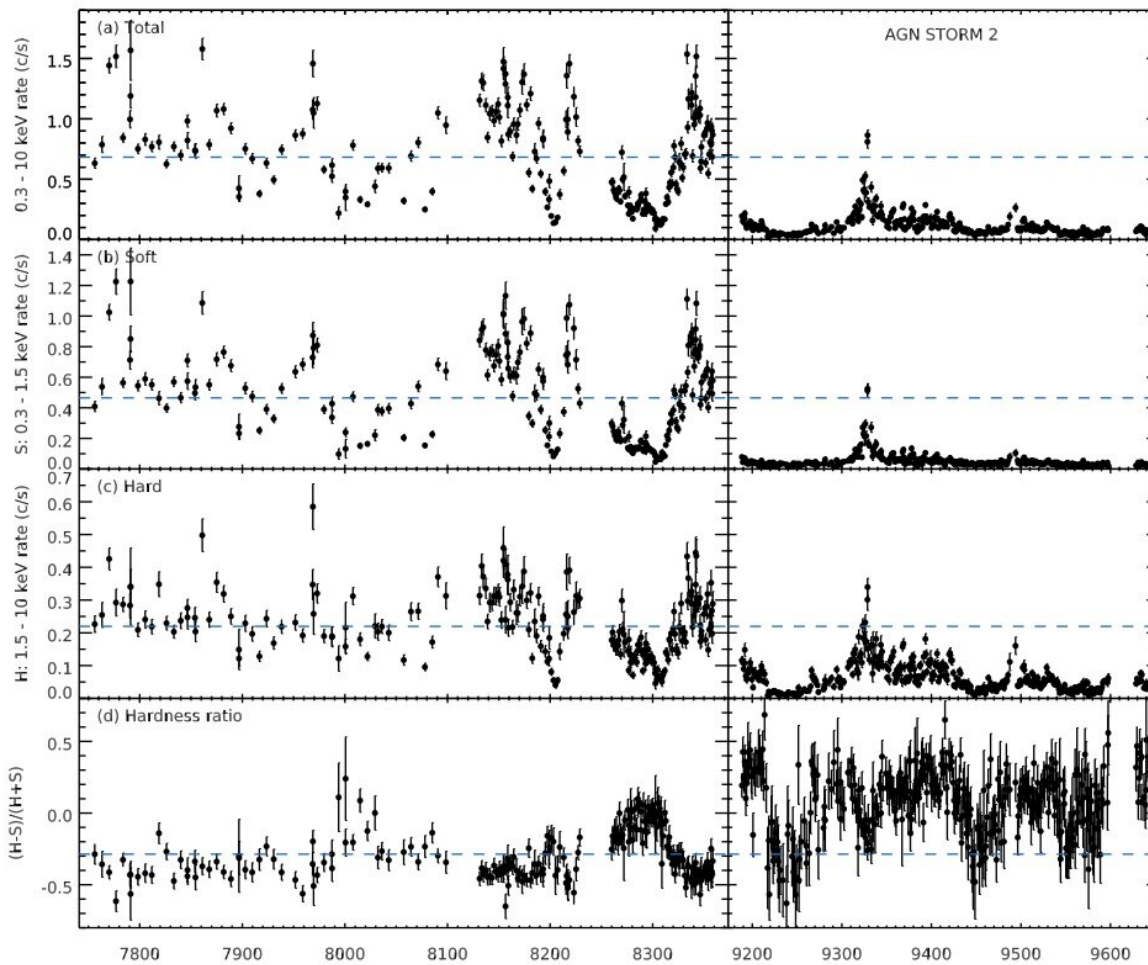 (a) Total
AGN STORM 2
0.3 - 10 keV rate (c/s)
1.5
1.0
0.5
0.0
(b) Soft
S: 0.3 - 1.5 keV rate (c/s)
1.4
1.2
1.0
0.8
0.6
0.4
0.2
0.0
(c) Hard
H: 1.5 - 10 keV rate (c/s)
0.7
0.6
0.5
0.4
0.3
0.2
0.1
0.0
(d) Hardness ratio
(H-S)/(H+S)
0.5
0.0
-0.5
7800 7900 8000 8100 8200 8300 9200 9300 9400 9500 9600